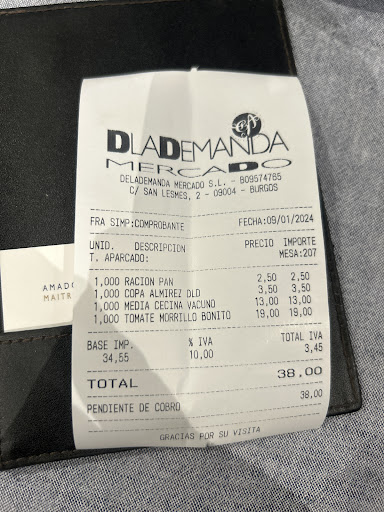 DLADEMANDA
MERCADO
DELADEMANDA MERCADO S.L. - B09574765
C/ SAN LESMES, 2 - 09004 - BURGOS
FRA SIMP:COMPROBANTE FECHA:09/01/2024
UNID. DESCRIPCION PRECIO IMPORTE
T. APARCADO: MESA:207
1,000 RACION PAN 2,50 2,50
1,000 COPA ALMIREZ DLD 3,50 3,50
1,000 MEDIA CECINA VACUNO 13,00 13,00
1,000 TOMATE MORRILLO BONITO 19,00 19,00
BASE IMP. % IVA TOTAL IVA
34,55 10,00 3,45
TOTAL 38,00
PENDIENTE DE COBRO 38,00
GRACIAS POR SU VISITA
AMADO
MAITR